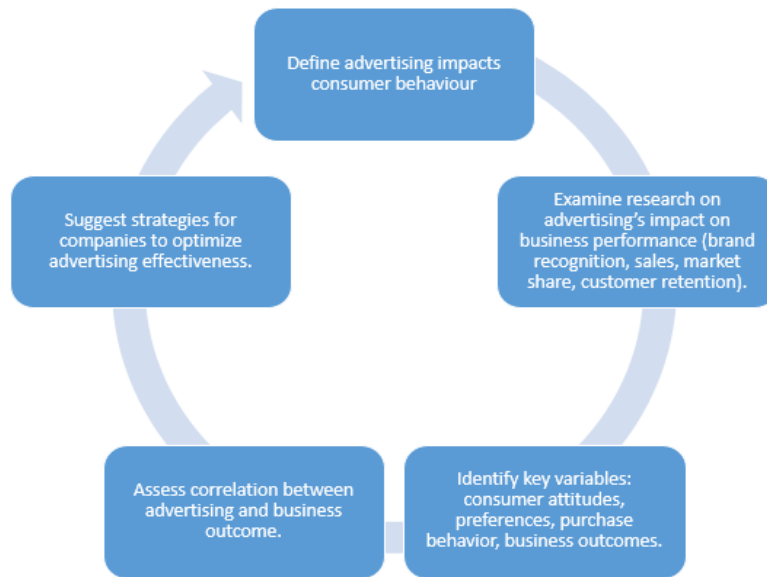 Define advertising impacts
consumer behaviour
Examine research on
advertising’s impact on
business performance (brand
recognition, sales, market
share, customer retention).
Identify key variables:
consumer attitudes,
preferences, purchase
behavior, business outcomes.
Assess correlation between
advertising and business
outcome.
Suggest strategies for
companies to optimize
advertising effectiveness.